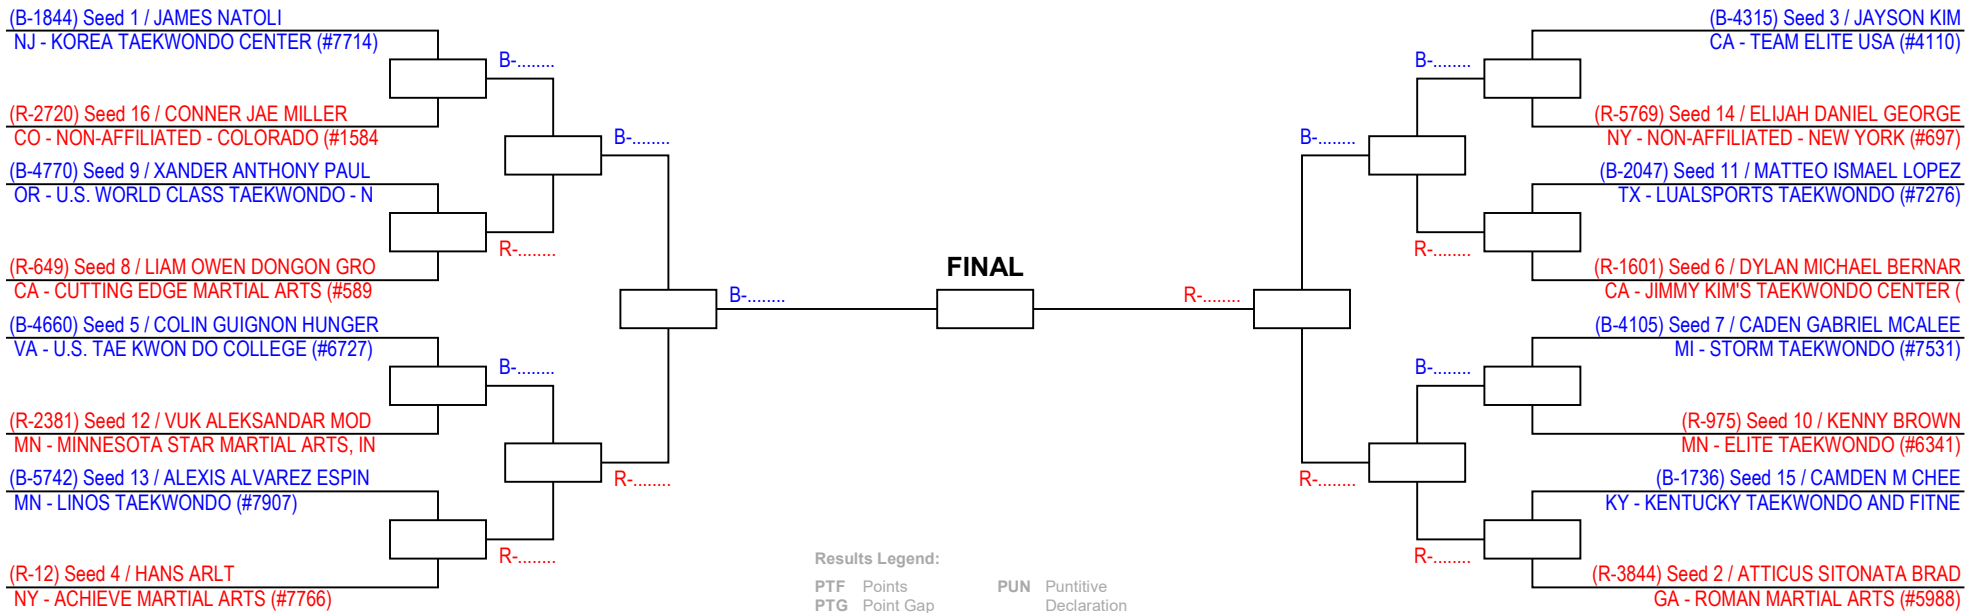 (B-1844) Seed 1 / JAMES NATOLI
NJ - KOREA TAEKWONDO CENTER (#7714)
B-........
(R-2720) Seed 16 / CONNER JAE MILLER
CO - NON-AFFILIATED - COLORADO (#1584
B-........
(B-4770) Seed 9 / XANDER ANTHONY PAUL
OR - U.S. WORLD CLASS TAEKWONDO - N
R-........
(R-649) Seed 8 / LIAM OWEN DONGON GRO
CA - CUTTING EDGE MARTIAL ARTS (#589
B-........
(B-4660) Seed 5 / COLIN GUIGNON HUNGER
VA - U.S. TAE KWON DO COLLEGE (#6727)
B-........
(R-2381) Seed 12 / VUK ALEKSANDAR MOD
MN - MINNESOTA STAR MARTIAL ARTS, IN
R-........
(B-5742) Seed 13 / ALEXIS ALVAREZ ESPIN
MN - LINOS TAEKWONDO (#7907)
R-........
(R-12) Seed 4 / HANS ARLT
NY - ACHIEVE MARTIAL ARTS (#7766)
FINAL
(B-4315) Seed 3 / JAYSON KIM
CA - TEAM ELITE USA (#4110)
B-........
(R-5769) Seed 14 / ELIJAH DANIEL GEORGE
NY - NON-AFFILIATED - NEW YORK (#697)
B-........
(B-2047) Seed 11 / MATTEO ISMAEL LOPEZ
TX - LUALSPORTS TAEKWONDO (#7276)
R-........
(R-1601) Seed 6 / DYLAN MICHAEL BERNAR
CA - JIMMY KIM'S TAEKWONDO CENTER (
R-........
(B-4105) Seed 7 / CADEN GABRIEL MCALEE
MI - STORM TAEKWONDO (#7531)
B-........
(R-975) Seed 10 / KENNY BROWN
MN - ELITE TAEKWONDO (#6341)
R-........
(B-1736) Seed 15 / CAMDEN M CHEE
KY - KENTUCKY TAEKWONDO AND FITNE
R-........
(R-3844) Seed 2 / ATTICUS SITONATA BRAD
GA - ROMAN MARTIAL ARTS (#5988)
Results Legend:
PTF Points PUN Puntitive
PTG Point Gap Declaration